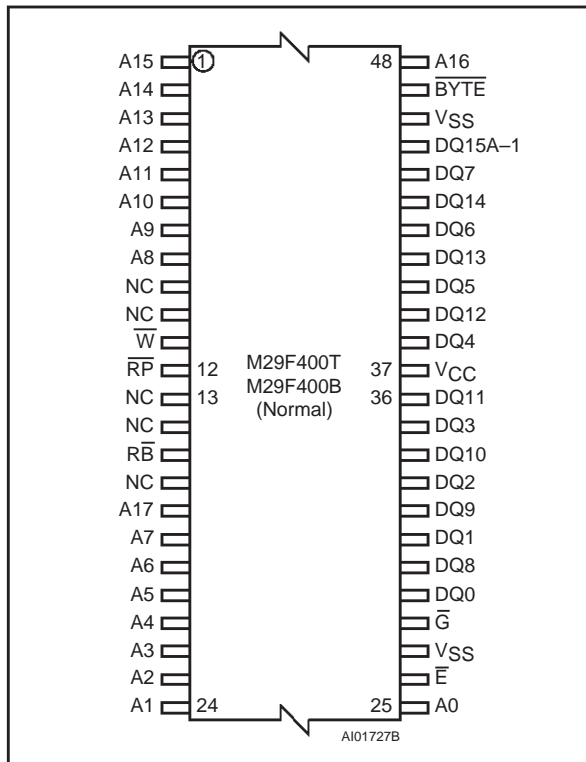 A15 1 48 A16
A14 B̅Y̅T̅E̅
A13 VSS
A12 DQ15A–1
A11 DQ7
A10 DQ14
A9 DQ6
A8 DQ13
NC DQ5
NC DQ12
W̅ DQ4
R̅P̅ 12 M29F400T 37 VCC
NC 13 M29F400B 36 DQ11
(Normal)
NC DQ3
RB̅ DQ10
NC DQ2
A17 DQ9
A7 DQ1
A6 DQ8
A5 DQ0
A4 G̅
A3 VSS
A2 E̅
A1 24 25 A0
AI01727B